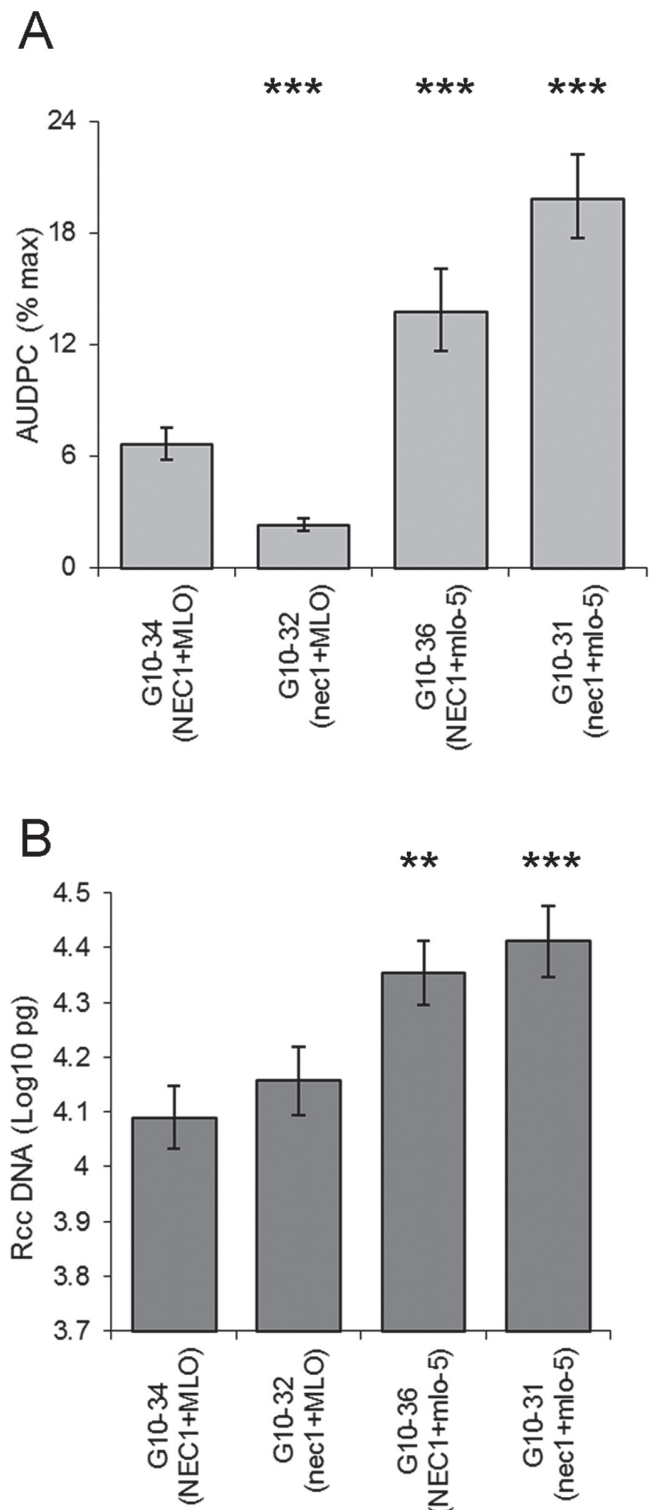 A
*** *** ***
24
18
12
6
0
AUDPC (% max)
G10-34
(NEC1+MLO)
G10-32
(nec1+MLO)
G10-36
(NEC1+mlo-5)
G10-31
(nec1+mlo-5)
B
** ***
4.5
4.4
4.3
4.2
4.1
4
3.9
3.8
3.7
Rcc DNA (Log10 pg)
G10-34
(NEC1+MLO)
G10-32
(nec1+MLO)
G10-36
(NEC1+mlo-5)
G10-31
(nec1+mlo-5)